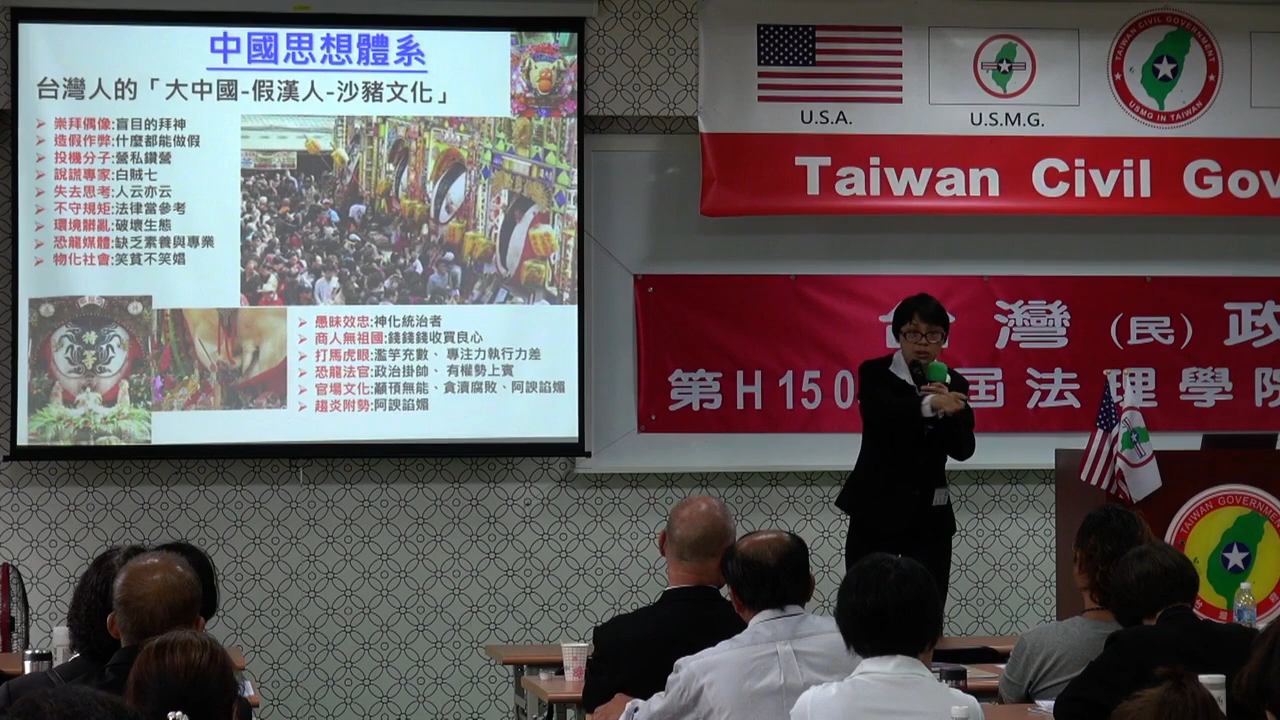 中國思想體系
台灣人的「大中國-假漢人-沙豬文化」
崇拜偶像:盲目的拜神
造假作弊:什麼都能做假
投機分子:營私鑽營
說謊專家:白賊七
失去思考:人云亦云
不守規矩:法律當參考
環境髒亂:破壞生態
恐龍媒體:缺乏素養與專業
物化社會:笑貧不笑娼
愚昧效忠:神化統治者
商人無祖國:錢錢錢收買良心
打馬虎眼:濫竽充數、專注力執行力差
恐龍法官:政治掛帥、有權勢上賓
官場文化:顢頇無能、貪瀆腐敗、阿諛諂媚
趨炎附勢:阿諛諂媚
U.S.A.
U.S.M.G.
TAIWAN CIVIL GOVERNMENT
USMG IN TAIWAN
Taiwan Civil Gov
台灣(民)政
第H150 屆法理學院
TAIWAN GOVERNMEN